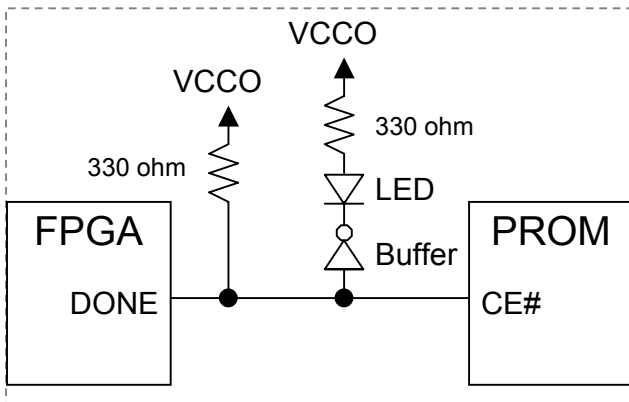 VCCO
VCCO
330 ohm
330 ohm
LED
FPGA
Buffer
PROM
DONE
CE#